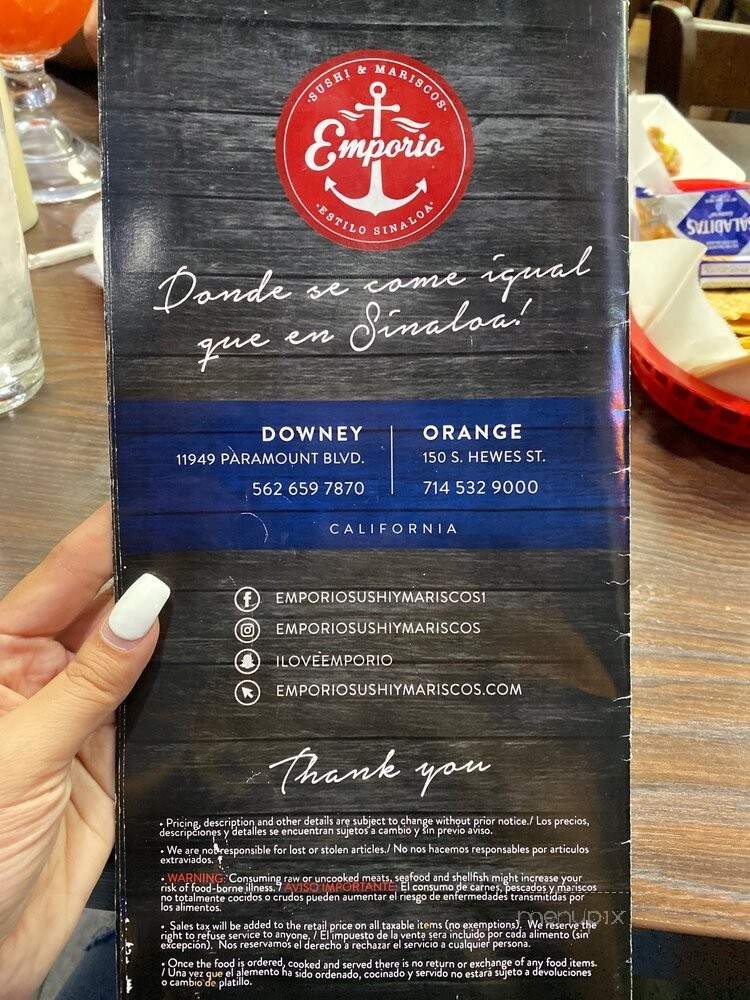 SUSHI & MARISCOS
Emporio
ESTILO SINALOA
Donde se come igual
que en Sinaloa!
DOWNEY
11949 PARAMOUNT BLVD.
562 659 7870
ORANGE
150 S. HEWES ST.
714 532 9000
CALIFORNIA
EMPORIOSUSHIYMARISCOS1
EMPORIOSUSHIYMARISCOS
ILOVEEMPORIO
EMPORIOSUSHIYMARISCOS.COM
Thank you
• Pricing, description and other details are subject to change without prior notice./ Los precios,
descripciones y detalles se encuentran sujetos a cambio y sin previo aviso.
• We are not responsible for lost or stolen articles./ No nos hacemos responsables por articulos
extraviados.
• WARNING: Consuming raw or uncooked meats, seafood and shellfish might increase your
risk of food-borne illness./ AVISO IMPORTANTE: El consumo de carnes, pescados y mariscos
no totalmente cocidos o crudos pueden aumentar el riesgo de enfermedades transmitidas por
los alimentos.
• Sales tax will be added to the retail price on all taxable items (no exemptions). We reserve the
right to refuse service to anyone. / El impuesto de la venta sera incluido por cada alimento (sin
excepción). Nos reservamos el derecho a rechazar el servicio a cualquier persona.
• Once the food is ordered, cooked and served there is no return or exchange of any food items.
/ Una vez que el alemento ha sido ordenado, cocinado y servido no estará sujeto a devoluciones
o cambio de platillo.
SALADITAS
menupix